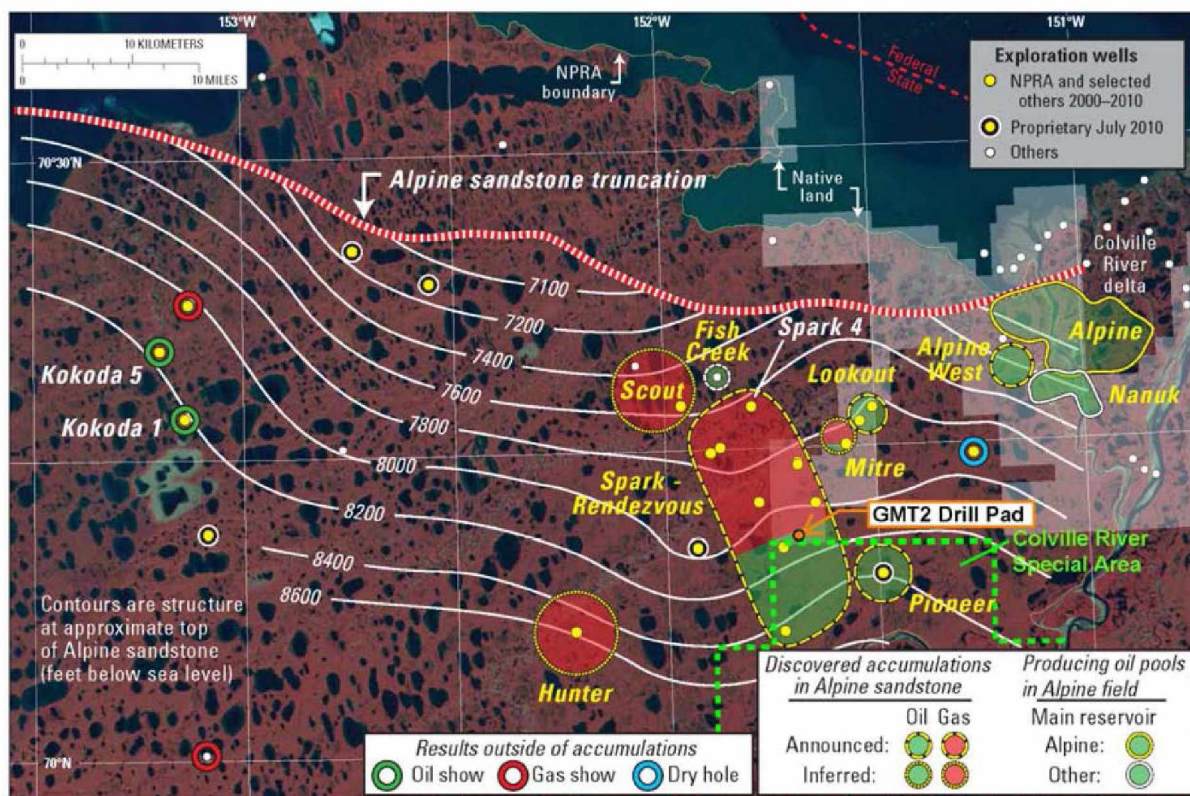 153°W
152°W
151°W
0 10 KILOMETERS
0 10 MILES
NPRA
boundary
Federal
State
Exploration wells
NPRA and selected
others 2000–2010
Proprietary July 2010
Others
70°30'N
Alpine sandstone truncation
Native
land
Colville
River
delta
7100
7200
7400
7600
7800
8000
8200
8400
8600
Fish
Creek
Spark 4
Scout
Lookout
Alpine
West
Alpine
Nanuk
Kokoda 5
Kokoda 1
Mitre
Spark -
Rendezvous
GMT2 Drill Pad
Colville River
Special Area
Pioneer
Hunter
Contours are structure
at approximate top
of Alpine sandstone
(feet below sea level)
70°N
Results outside of accumulations
Oil show Gas show Dry hole
Discovered accumulations
in Alpine sandstone
Oil Gas
Announced:
Inferred:
Producing oil pools
in Alpine field
Main reservoir
Alpine:
Other: